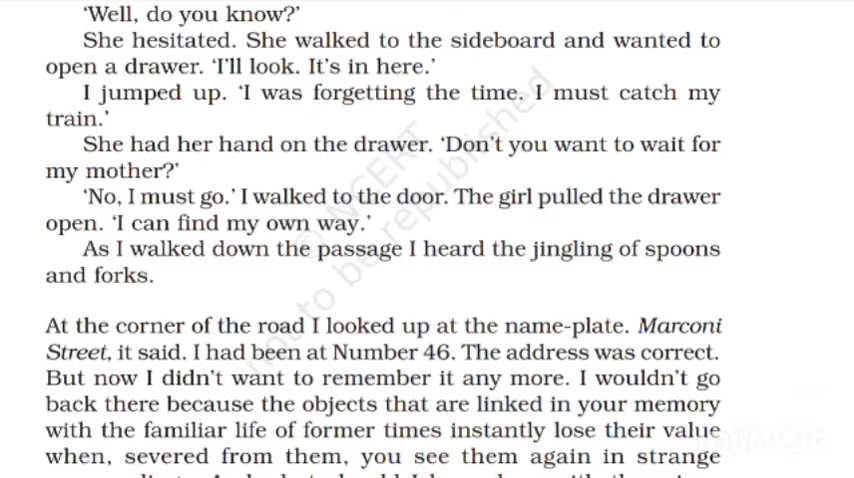 ‘Well, do you know?’
She hesitated. She walked to the sideboard and wanted to
open a drawer. ‘I’ll look. It’s in here.’
I jumped up. ‘I was forgetting the time. I must catch my
train.’
She had her hand on the drawer. ‘Don’t you want to wait for
my mother?’
‘No, I must go.’ I walked to the door. The girl pulled the drawer
open. ‘I can find my own way.’
As I walked down the passage I heard the jingling of spoons
and forks.
At the corner of the road I looked up at the name-plate. Marconi
Street, it said. I had been at Number 46. The address was correct.
But now I didn’t want to remember it any more. I wouldn’t go
back there because the objects that are linked in your memory
with the familiar life of former times instantly lose their value
when, severed from them, you see them again in strange
© NCERT
not to be republished